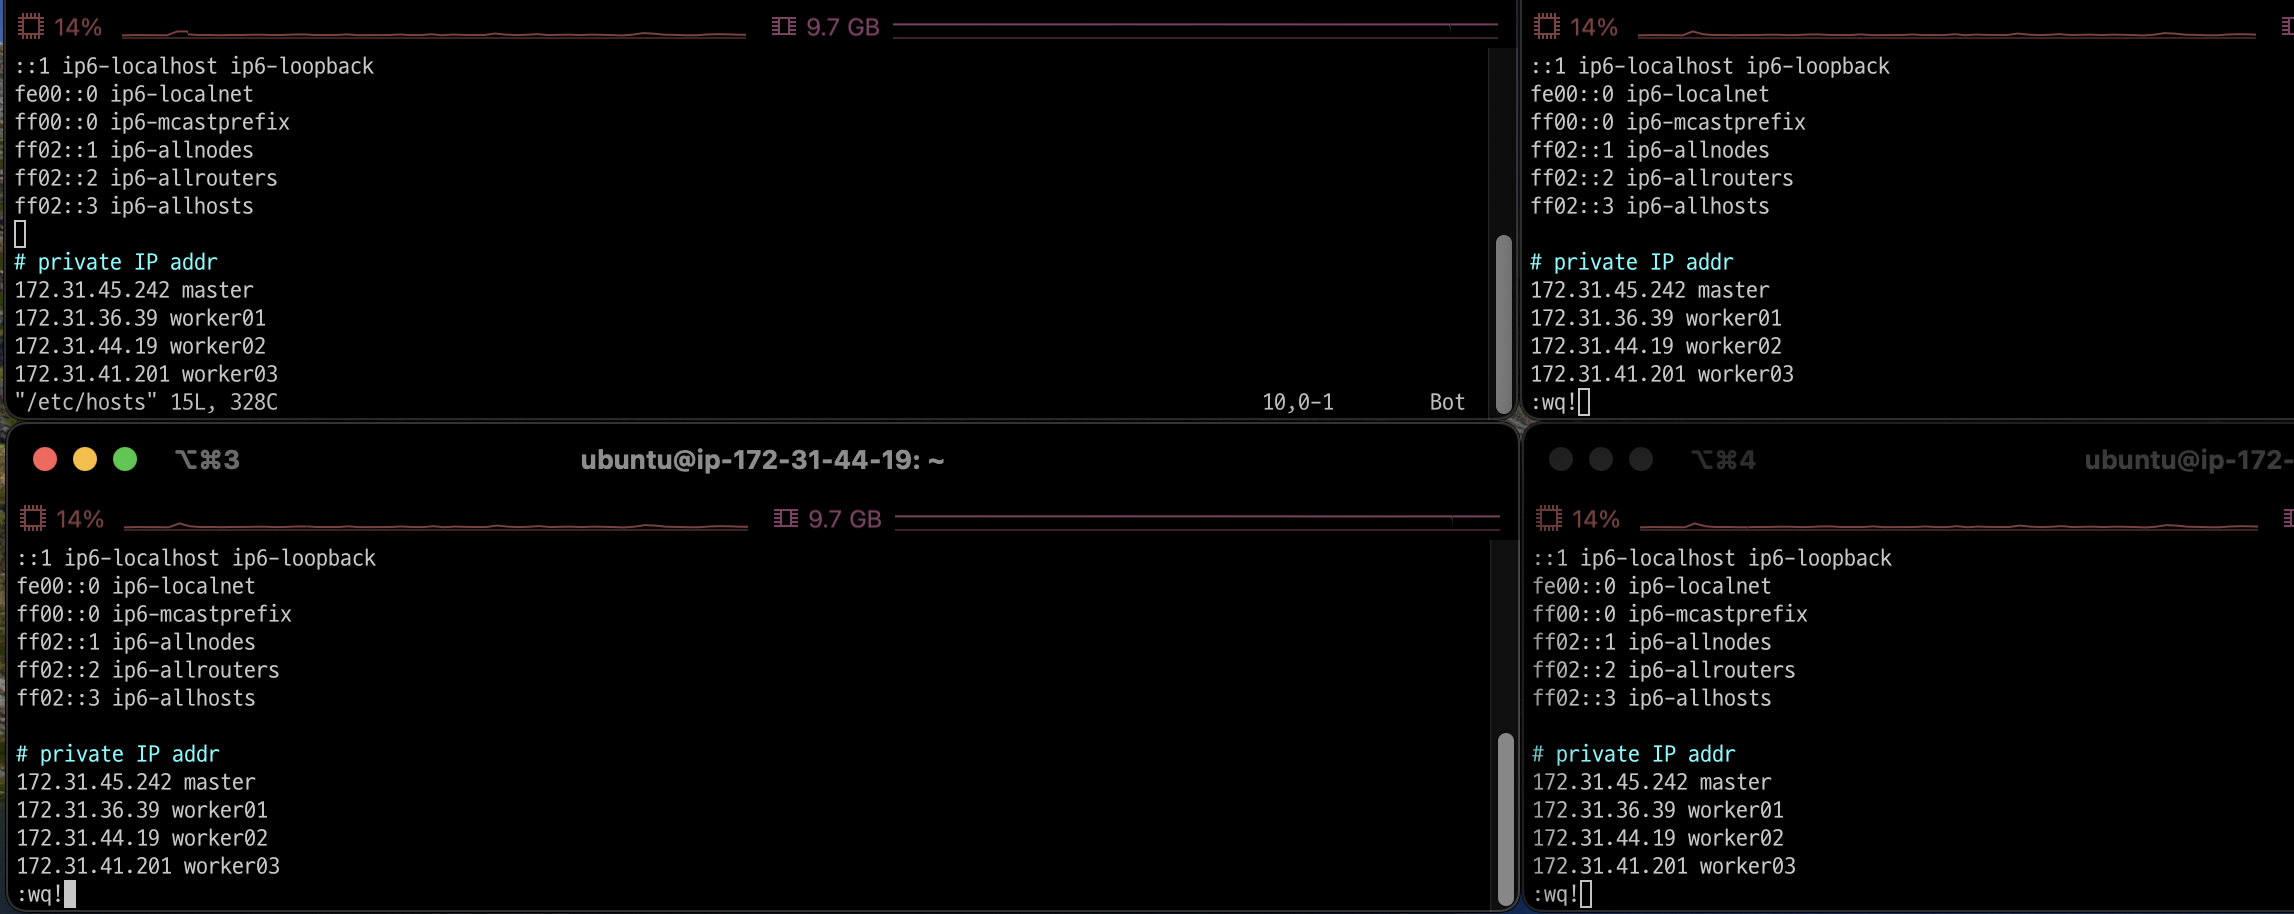 14% 9.7 GB
::1 ip6-localhost ip6-loopback
fe00::0 ip6-localnet
ff00::0 ip6-mcastprefix
ff02::1 ip6-allnodes
ff02::2 ip6-allrouters
ff02::3 ip6-allhosts
# private IP addr
172.31.45.242 master
172.31.36.39 worker01
172.31.44.19 worker02
172.31.41.201 worker03
"/etc/hosts" 15L, 328C 10,0-1 Bot
14%
::1 ip6-localhost ip6-loopback
fe00::0 ip6-localnet
ff00::0 ip6-mcastprefix
ff02::1 ip6-allnodes
ff02::2 ip6-allrouters
ff02::3 ip6-allhosts
# private IP addr
172.31.45.242 master
172.31.36.39 worker01
172.31.44.19 worker02
172.31.41.201 worker03
:wq!
⌥⌘3 ubuntu@ip-172-31-44-19: ~
14% 9.7 GB
::1 ip6-localhost ip6-loopback
fe00::0 ip6-localnet
ff00::0 ip6-mcastprefix
ff02::1 ip6-allnodes
ff02::2 ip6-allrouters
ff02::3 ip6-allhosts
# private IP addr
172.31.45.242 master
172.31.36.39 worker01
172.31.44.19 worker02
172.31.41.201 worker03
:wq!
⌥⌘4 ubuntu@ip-172-
14%
::1 ip6-localhost ip6-loopback
fe00::0 ip6-localnet
ff00::0 ip6-mcastprefix
ff02::1 ip6-allnodes
ff02::2 ip6-allrouters
ff02::3 ip6-allhosts
# private IP addr
172.31.45.242 master
172.31.36.39 worker01
172.31.44.19 worker02
172.31.41.201 worker03
:wq!